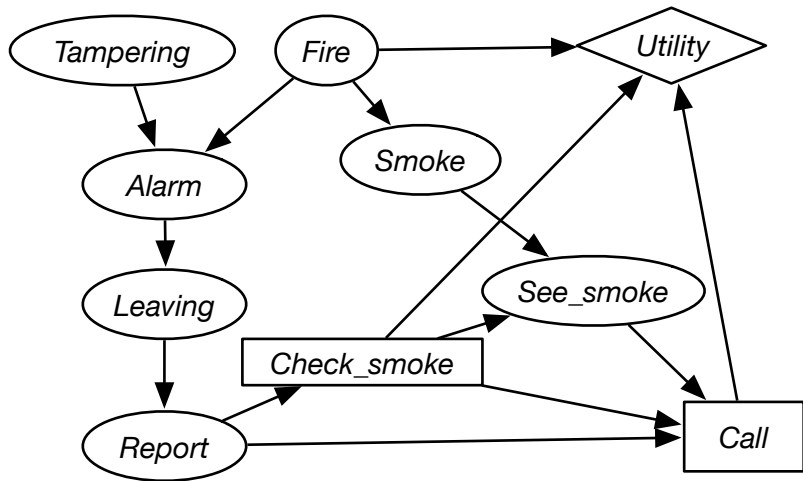 Tampering
Fire
Utility
Alarm
Smoke
Leaving
See_smoke
Check_smoke
Report
Call